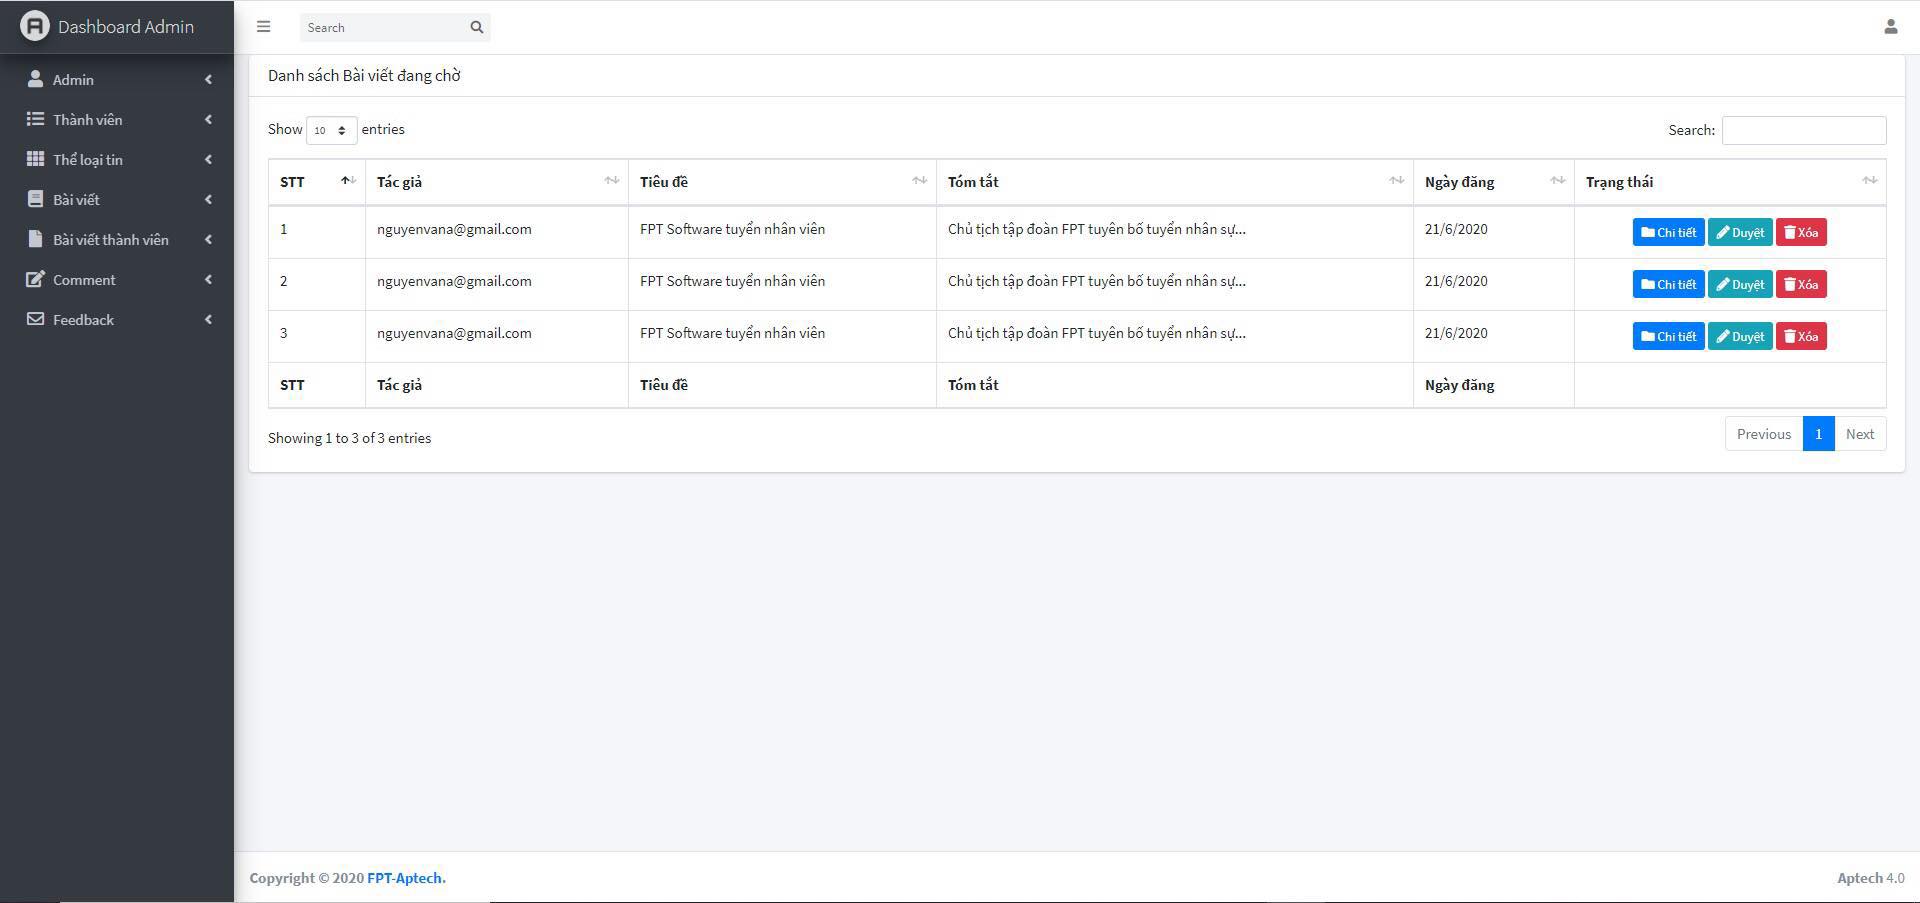 Dashboard Admin
Search
Admin
Thành viên
Thể loại tin
Bài viết
Bài viết thành viên
Comment
Feedback
Danh sách Bài viết đang chờ
Show 10 entries
Search:
STT Tác giả Tiêu đề Tóm tắt Ngày đăng Trạng thái
1 nguyenvana@gmail.com FPT Software tuyển nhân viên Chủ tịch tập đoàn FPT tuyên bố tuyển nhân sự... 21/6/2020 Chi tiết Duyệt Xóa
2 nguyenvana@gmail.com FPT Software tuyển nhân viên Chủ tịch tập đoàn FPT tuyên bố tuyển nhân sự... 21/6/2020 Chi tiết Duyệt Xóa
3 nguyenvana@gmail.com FPT Software tuyển nhân viên Chủ tịch tập đoàn FPT tuyên bố tuyển nhân sự... 21/6/2020 Chi tiết Duyệt Xóa
STT Tác giả Tiêu đề Tóm tắt Ngày đăng
Showing 1 to 3 of 3 entries
Previous 1 Next
Copyright © 2020 FPT-Aptech.
Aptech 4.0